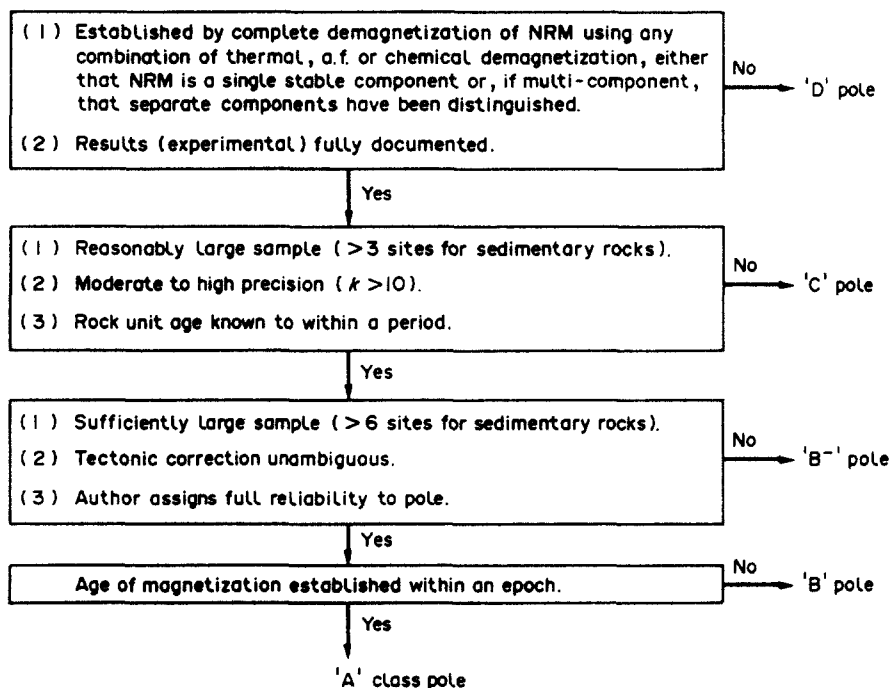 (1) Established by complete demagnetization of NRM using any
combination of thermal, a.f. or chemical demagnetization, either
that NRM is a single stable component or, if multi-component,
that separate components have been distinguished.
No
'D' pole
(2) Results (experimental) fully documented.
Yes
(1) Reasonably large sample (>3 sites for sedimentary rocks).
(2) Moderate to high precision (k >10).
(3) Rock unit age known to within a period.
No
'C' pole
Yes
(1) Sufficiently large sample (>6 sites for sedimentary rocks).
(2) Tectonic correction unambiguous.
(3) Author assigns full reliability to pole.
No
'B-' pole
Yes
Age of magnetization established within an epoch.
No
'B' pole
Yes
'A' class pole